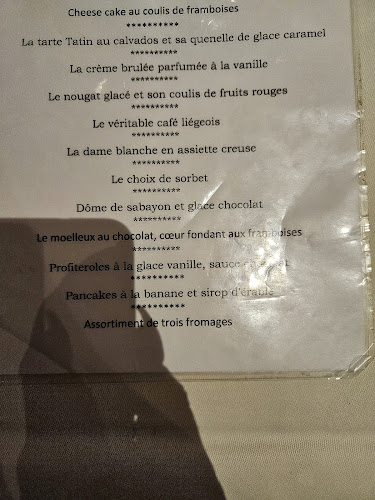 Cheese cake au coulis de framboises
**********
La tarte Tatin au calvados et sa quenelle de glace caramel
**********
La crème brulée parfumée à la vanille
**********
Le nougat glacé et son coulis de fruits rouges
**********
Le véritable café liégeois
**********
La dame blanche en assiette creuse
**********
Le choix de sorbet
**********
Dôme de sabayon et glace chocolat
**********
Le moelleux au chocolat, cœur fondant aux framboises
**********
Profiteroles à la glace vanille, sauce
**********
Pancakes à la banane et sirop d'érable
**********
Assortiment de trois fromages